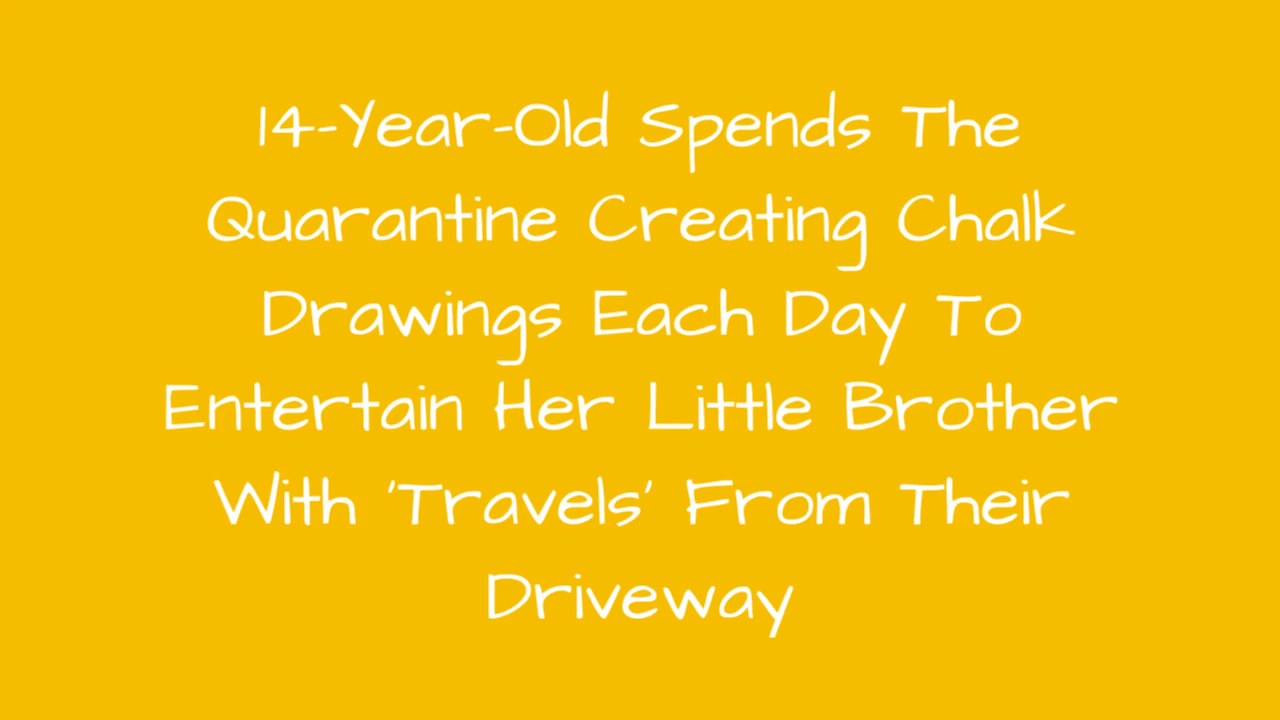 14-Year-Old Spends The
Quarantine Creating Chalk
Drawings Each Day To
Entertain Her Little Brother
With 'Travels' From Their
Driveway